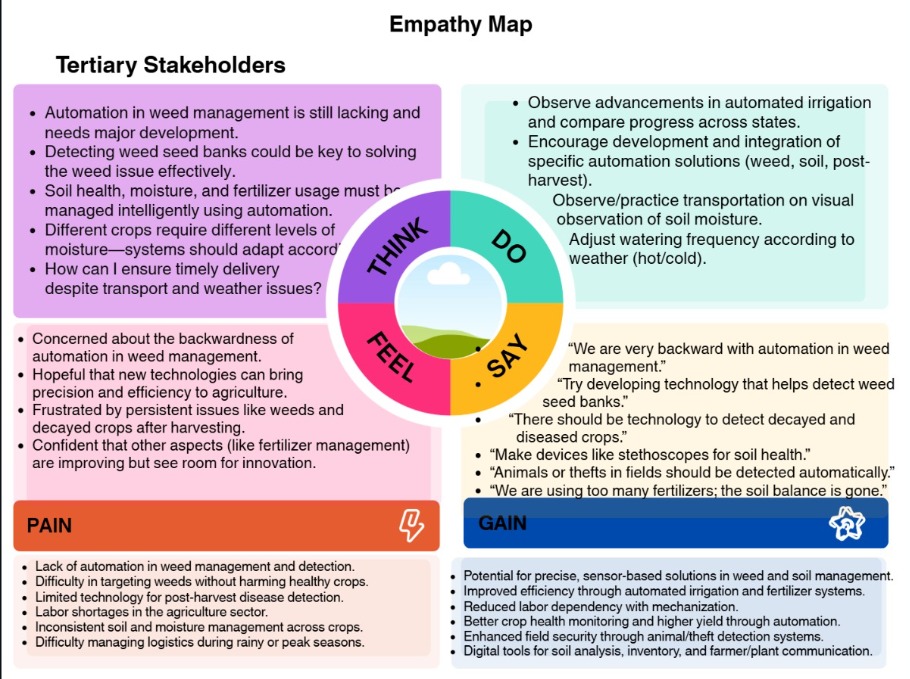 Empathy Map
Tertiary Stakeholders
• Automation in weed management is still lacking and
needs major development.
• Detecting weed seed banks could be key to solving
the weed issue effectively.
• Soil health, moisture, and fertilizer usage must be
managed intelligently using automation.
• Different crops require different levels of
moisture—systems should adapt accordi
• How can I ensure timely delivery
despite transport and weather issues?
• Observe advancements in automated irrigation
and compare progress across states.
• Encourage development and integration of
specific automation solutions (weed, soil, post-
harvest).
Observe/practice transportation on visual
observation of soil moisture.
Adjust watering frequency according to
weather (hot/cold).
THINK
DO
FEEL
SAY
• Concerned about the backwardness of
automation in weed management.
• Hopeful that new technologies can bring
precision and efficiency to agriculture.
• Frustrated by persistent issues like weeds and
decayed crops after harvesting.
• Confident that other aspects (like fertilizer management)
are improving but see room for innovation.
• “We are very backward with automation in weed
management.”
• “Try developing technology that helps detect weed
seed banks.”
• “There should be technology to detect decayed and
diseased crops.”
• “Make devices like stethoscopes for soil health.”
• “Animals or thefts in fields should be detected automatically.”
• “We are using too many fertilizers; the soil balance is gone.”
PAIN
• Lack of automation in weed management and detection.
• Difficulty in targeting weeds without harming healthy crops.
• Limited technology for post-harvest disease detection.
• Labor shortages in the agriculture sector.
• Inconsistent soil and moisture management across crops.
• Difficulty managing logistics during rainy or peak seasons.
GAIN
• Potential for precise, sensor-based solutions in weed and soil management.
• Improved efficiency through automated irrigation and fertilizer systems.
• Reduced labor dependency with mechanization.
• Better crop health monitoring and higher yield through automation.
• Enhanced field security through animal/theft detection systems.
• Digital tools for soil analysis, inventory, and farmer/plant communication.